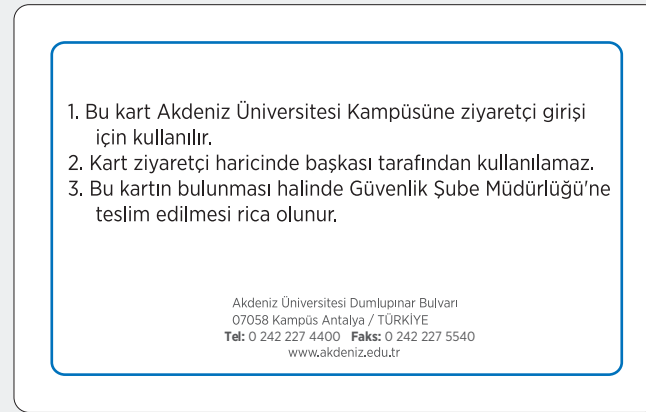 1. Bu kart Akdeniz Üniversitesi Kampüsüne ziyaretçi girişi
için kullanılır.
2. Kart ziyaretçi haricinde başkası tarafından kullanılamaz.
3. Bu kartın bulunması halinde Güvenlik Şube Müdürlüğü'ne
teslim edilmesi rica olunur.
Akdeniz Üniversitesi Dumlupınar Bulvarı
07058 Kampüs Antalya / TÜRKİYE
Tel: 0 242 227 4400 Faks: 0 242 227 5540
www.akdeniz.edu.tr